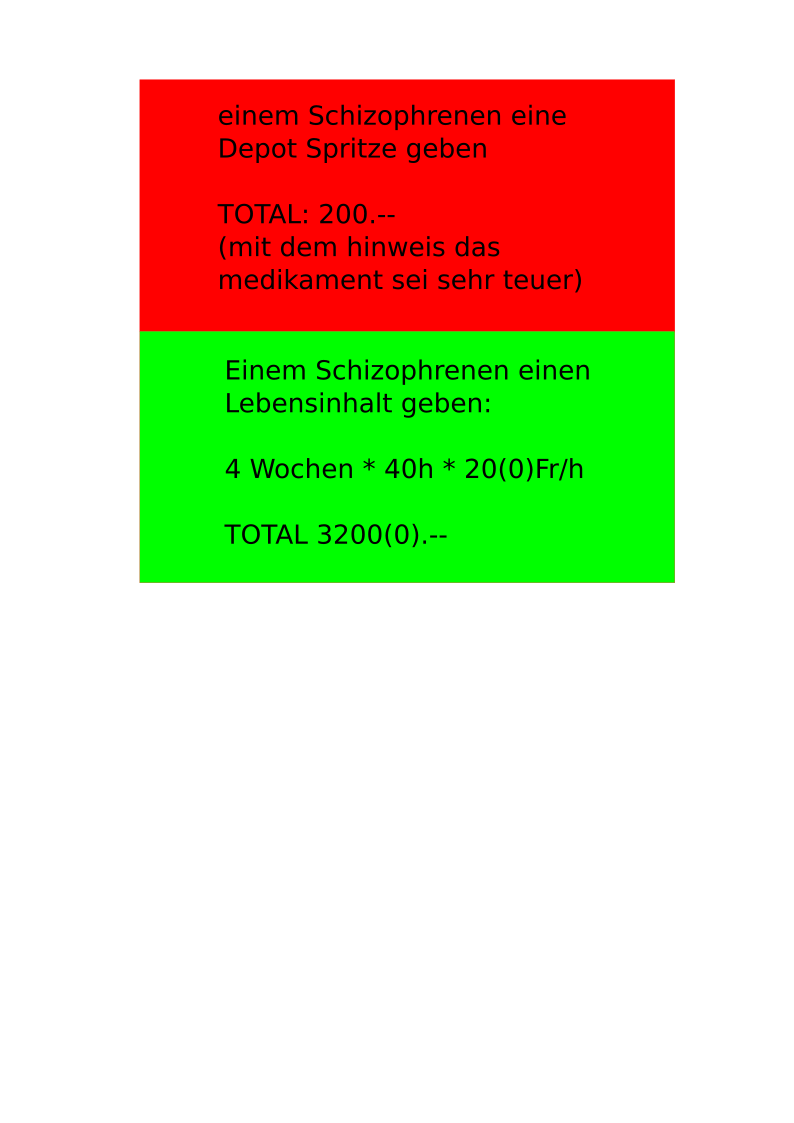 einem Schizophrenen eine
Depot Spritze geben
TOTAL: 200.--
(mit dem hinweis das
medikament sei sehr teuer)
Einem Schizophrenen einen
Lebensinhalt geben:
4 Wochen * 40h * 20(0)Fr/h
TOTAL 3200(0).--